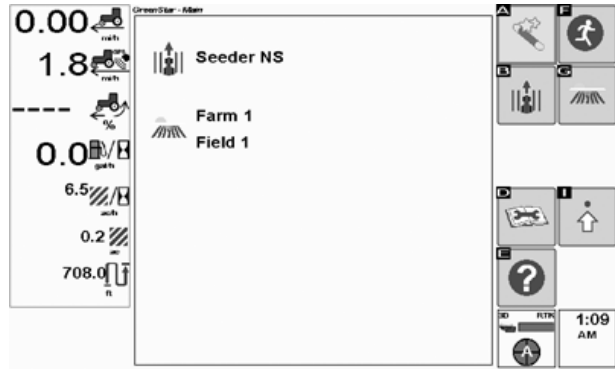 GreenStar - Main
0.00
mi/h
1.8
GPS
mi/h
----
%
0.0
gal/h
6.5
ac/h
0.2
ac
708.0
ft
Seeder NS
Farm 1
Field 1
A
F
B
G
D
I
E
?
3D RTK
A
1:09
AM